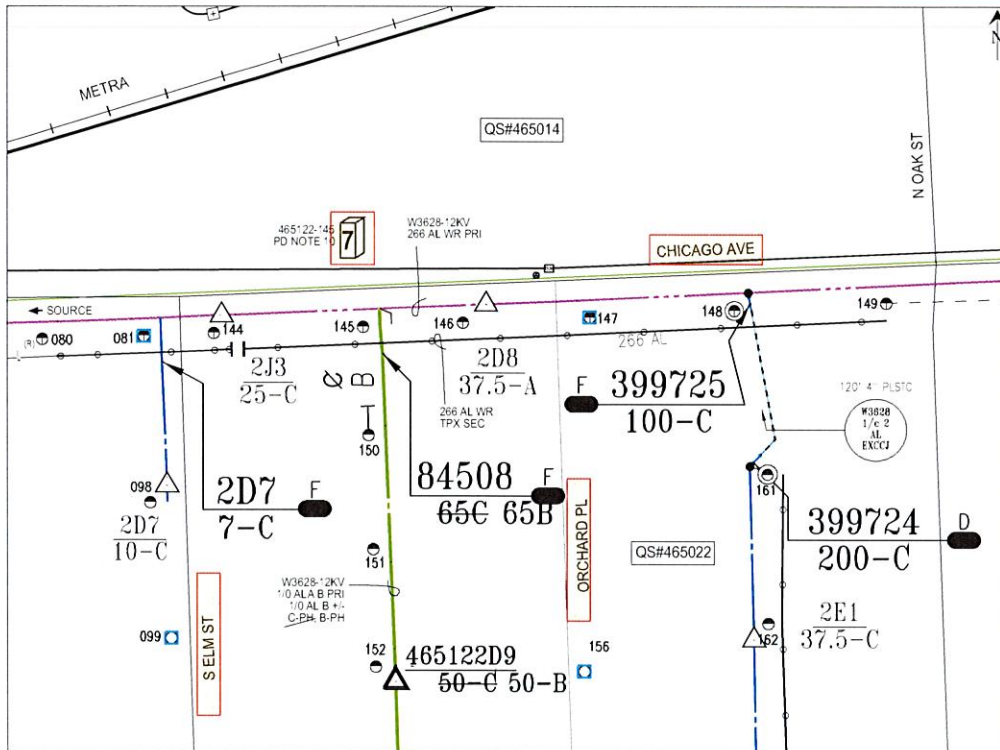 METRA
N
QS#465014
N OAK ST
465122-145
PD NOTE 10
7
W3628-12KV
266 AL WR PRI
CHICAGO AVE
SOURCE
(R) 080
081
144
145
146
147
148
149
266 AL
2J3
25-C
Ø B
2D8
37.5-A
F
399725
100-C
120' 4" PLSTC
W3628
1/c 2
AL
EXCCJ
266 AL WR
TPX SEC
150
098
2D7
10-C
2D7
7-C
F
84508
65C 65B
F
161
399724
200-C
D
ORCHARD PL
QS#465022
151
W3628-12KV
1/0 AL A B PRI
1/0 AL B +/-
C-PH, B-PH
S ELM ST
099
152
465122D9
50-C 50-B
156
162
2E1
37.5-C